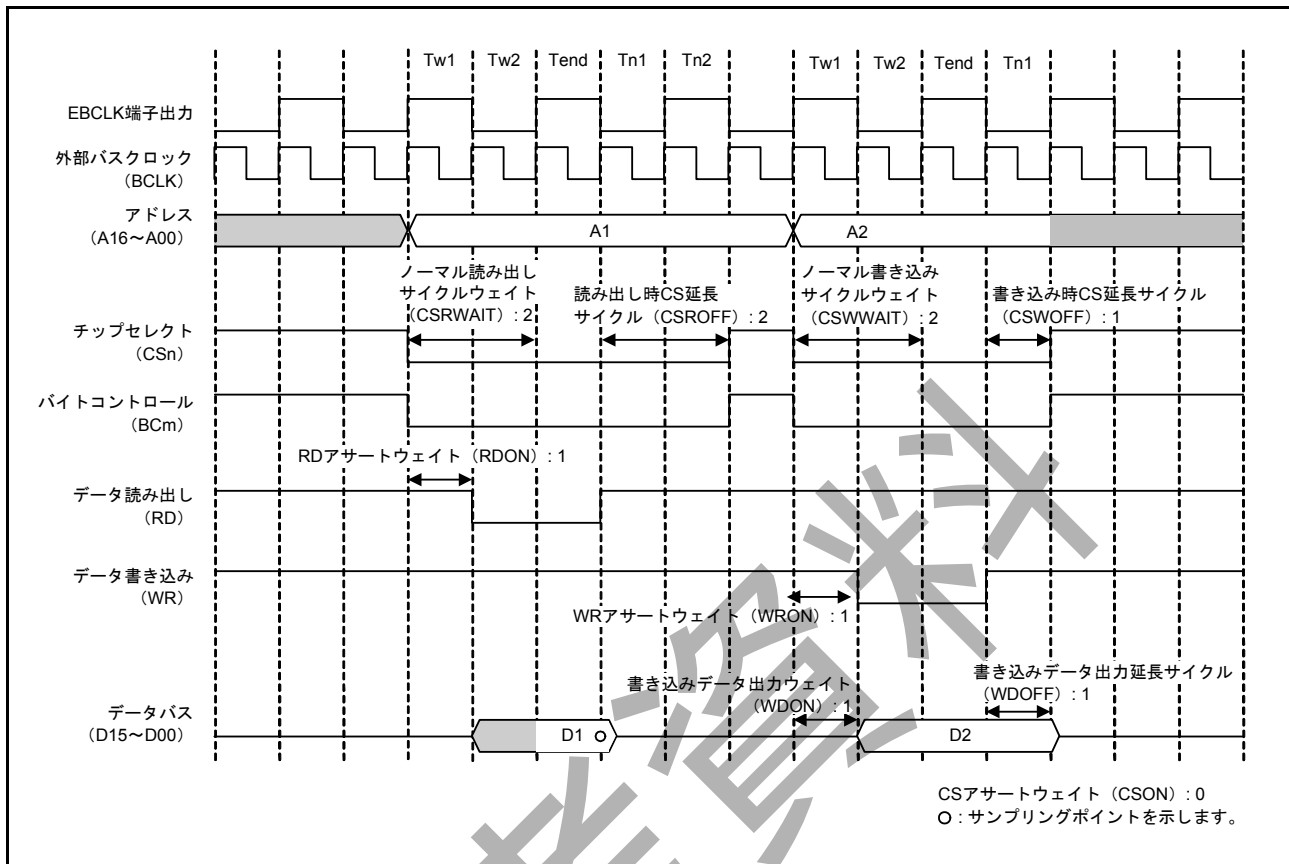 Tw1 Tw2 Tend Tn1 Tn2 Tw1 Tw2 Tend Tn1
EBCLK端子出力
外部バスクロック
（BCLK）
アドレス
（A16～A00）
A1
A2
ノーマル読み出し
サイクルウェイト
（CSRWAIT）: 2
読み出し時CS延長
サイクル（CSROFF）: 2
ノーマル書き込み
サイクルウェイト
（CSWWAIT）: 2
書き込み時CS延長サイクル
（CSWOFF）: 1
チップセレクト
（CSn）
バイトコントロール
（BCm）
RDアサートウェイト（RDON）: 1
データ読み出し
（RD）
データ書き込み
（WR）
WRアサートウェイト（WRON）: 1
書き込みデータ出力ウェイト
（WDON）: 1
書き込みデータ出力延長サイクル
（WDOFF）: 1
データバス
（D15～D00）
D1
D2
CSアサートウェイト（CSON）: 0
○ : サンプリングポイントを示します。
資料